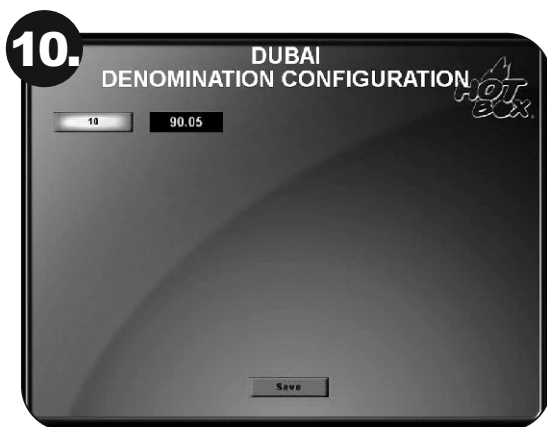 10.
DUBAI
DENOMINATION CONFIGURATION
HOT
BOX
10 90.05
Save